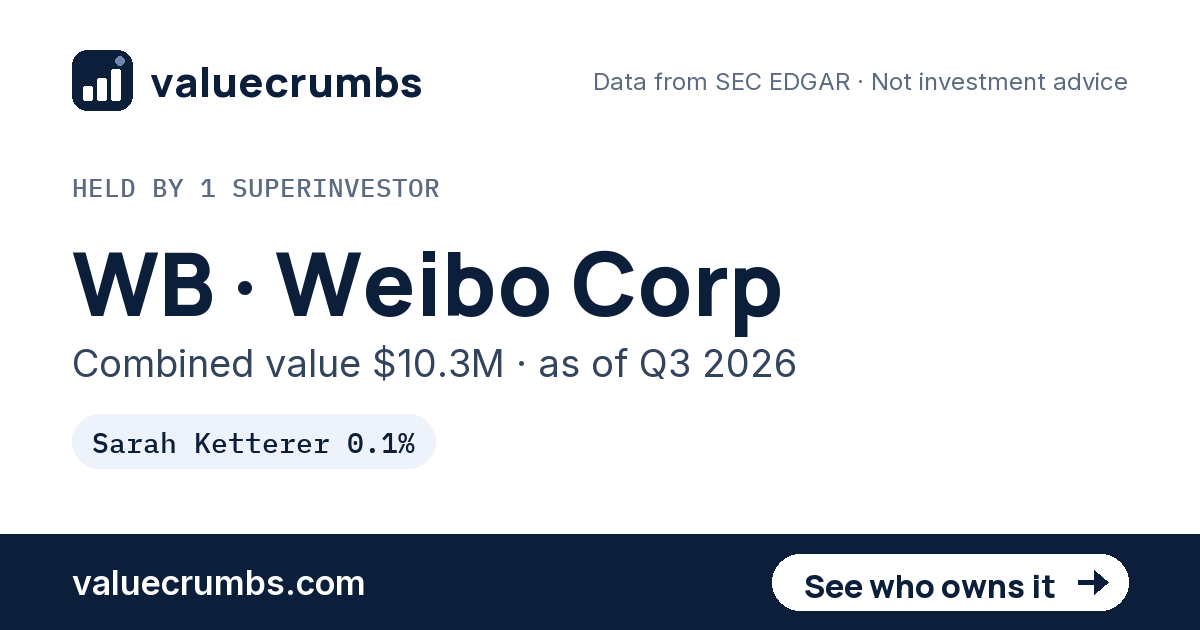 valuecrumbs
Data from SEC EDGAR · Not investment advice
HELD BY 1 SUPERINVESTOR
WB · Weibo Corp
Combined value $10.3M · as of Q3 2026
Sarah Ketterer 0.1%
valuecrumbs.com
See who owns it →